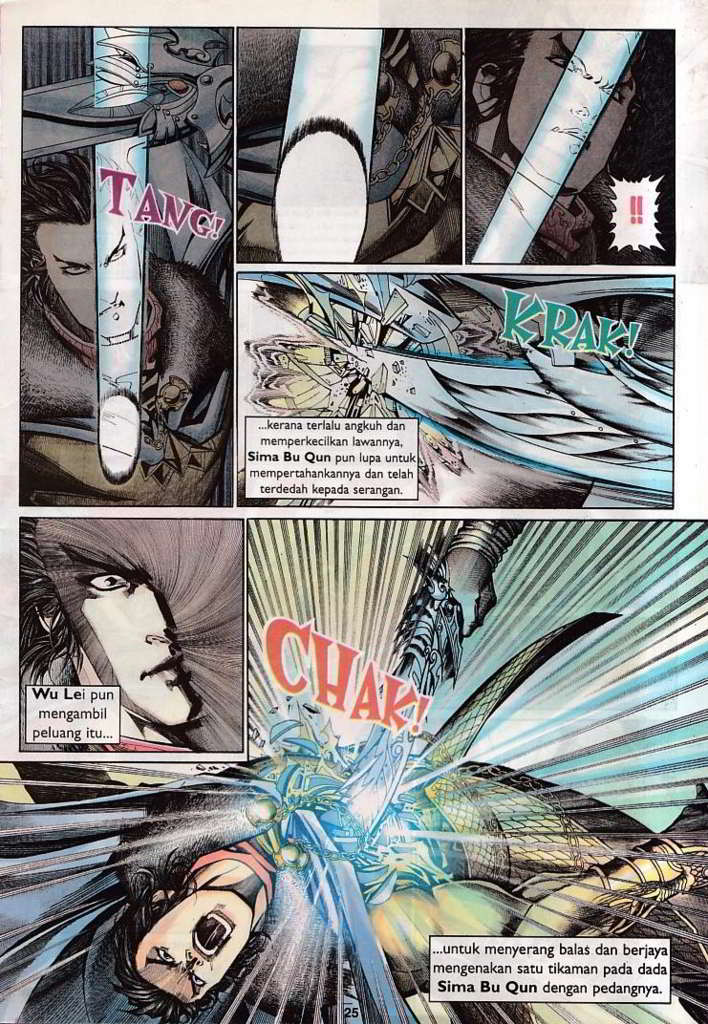 TANG!
!!
KRAK!
...kerana terlalu angkuh dan
memperkecilkan lawannya,
Sima Bu Qun pun lupa untuk
mempertahankannya dan telah
terdedah kepada serangan.
Wu Lei pun
mengambil
peluang itu...
CHAK!
...untuk menyerang balas dan berjaya
mengenakan satu tikaman pada dada
Sima Bu Qun dengan pedangnya.
25